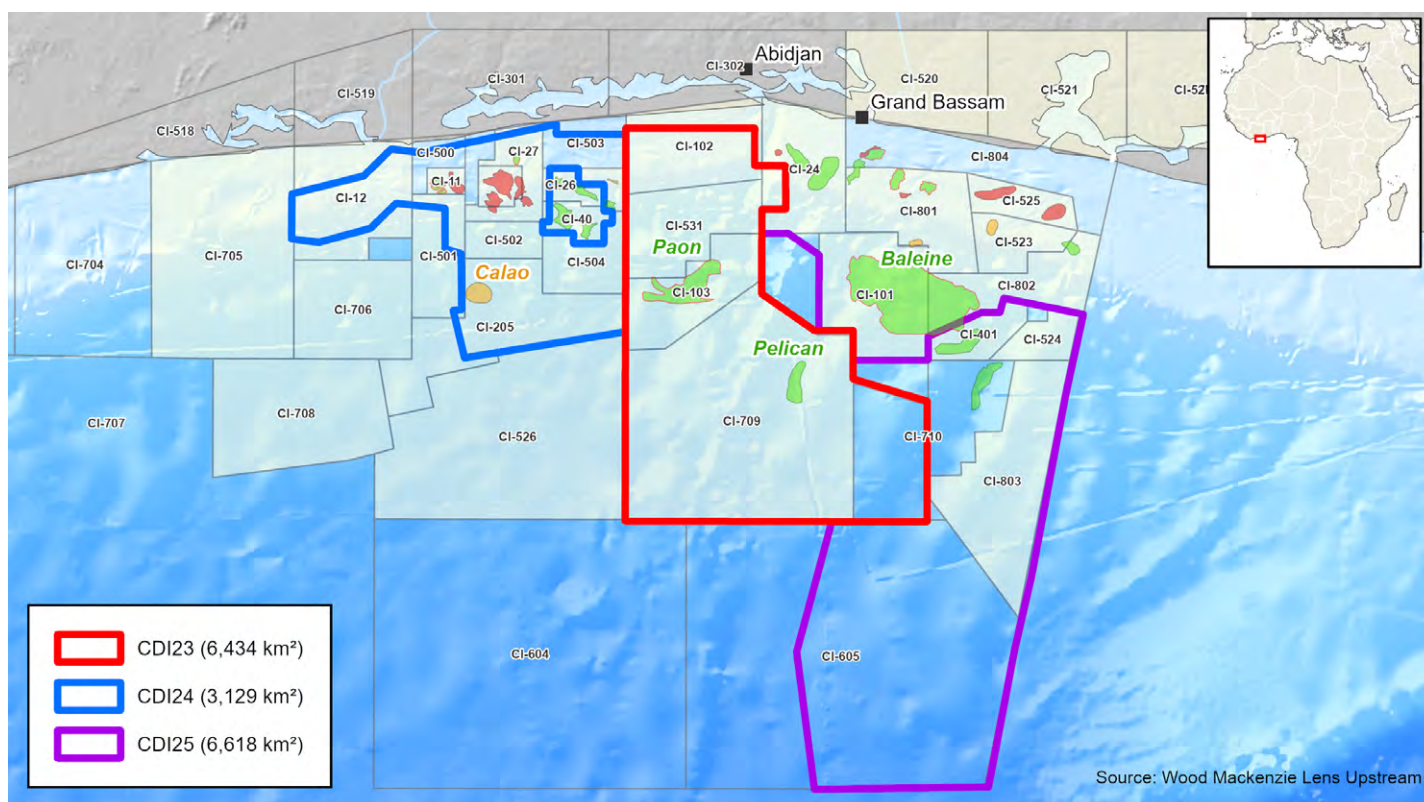 Abidjan
CI-302
CI-301
CI-519
CI-520
CI-521
Grand Bassam
CI-518
CI-500
CI-27
CI-503
CI-102
CI-24
CI-804
CI-11
CI-26
CI-12
CI-40
CI-525
CI-801
CI-531
CI-523
CI-502
Paon
Baleine
CI-705
CI-501
CI-504
CI-704
Calao
CI-103
CI-101
CI-802
CI-706
CI-205
CI-401
CI-524
Pelican
CI-708
CI-707
CI-526
CI-709
CI-710
CI-803
CI-604
CI-605
CDI23 (6,434 km²)
CDI24 (3,129 km²)
CDI25 (6,618 km²)
Source: Wood Mackenzie Lens Upstream